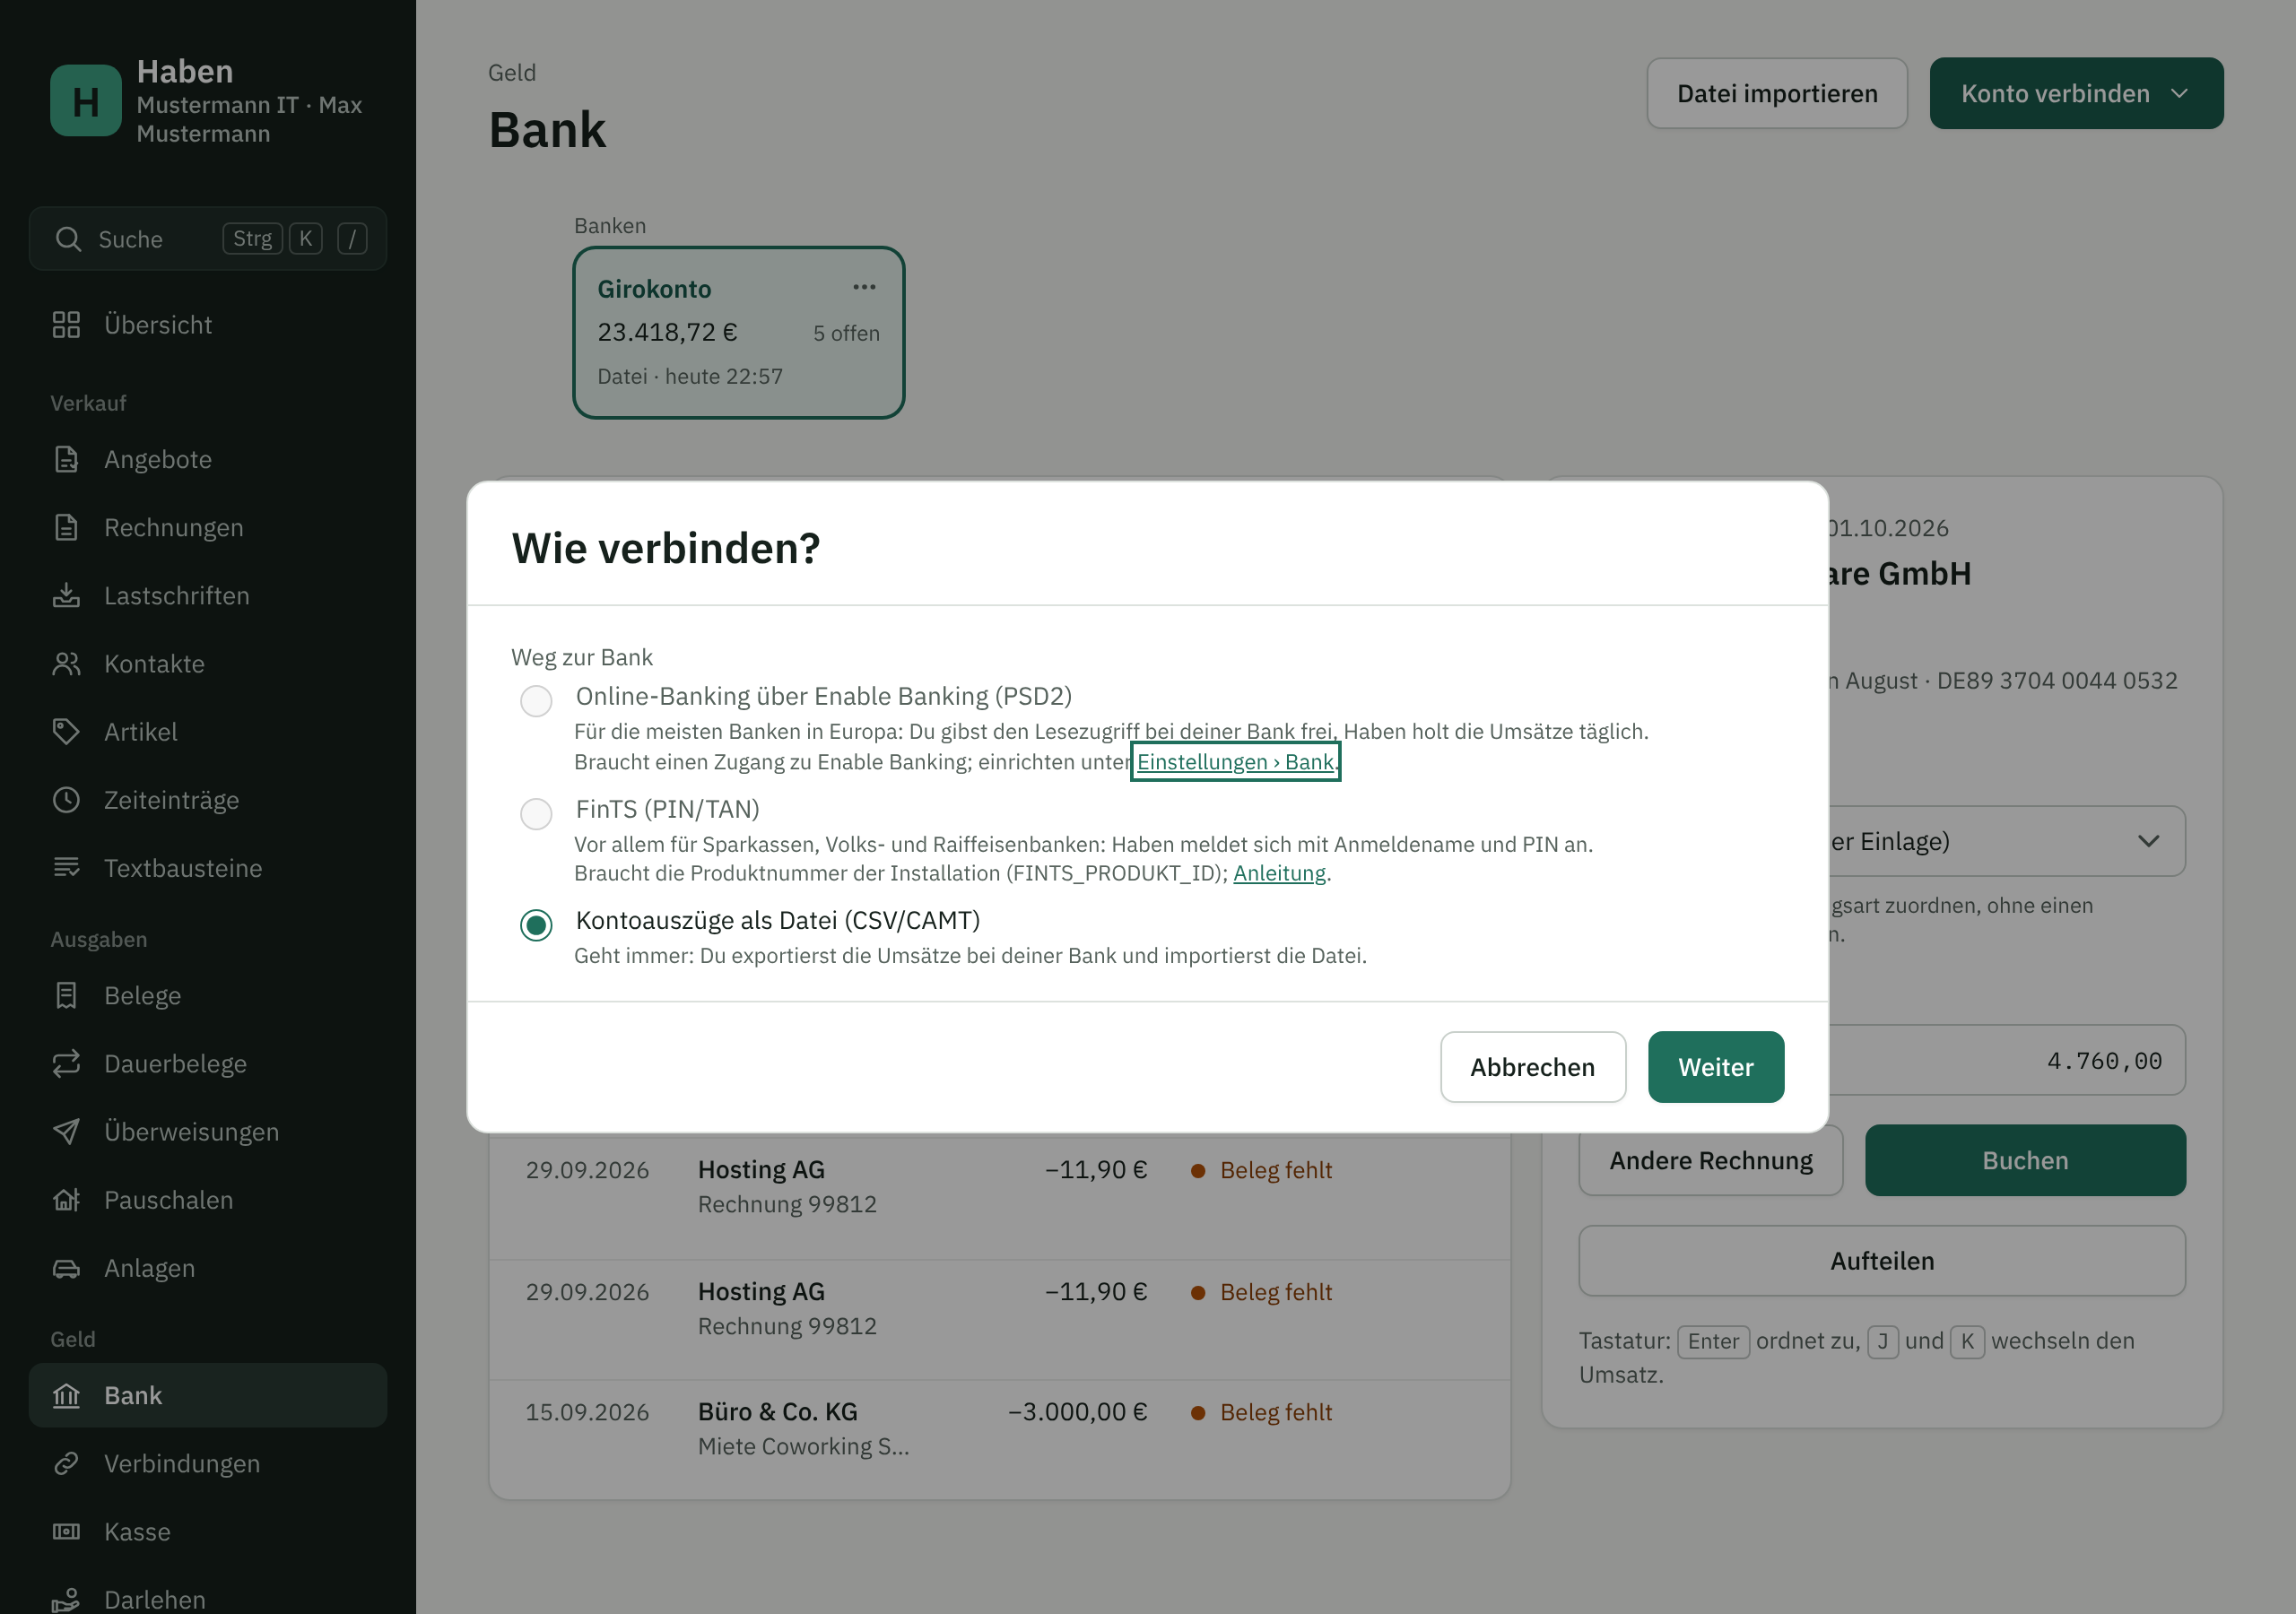 Haben
Mustermann IT · Max
Mustermann
Suche Strg K /
Übersicht
Verkauf
Angebote
Rechnungen
Lastschriften
Kontakte
Artikel
Zeiteinträge
Textbausteine
Ausgaben
Belege
Dauerbelege
Überweisungen
Pauschalen
Anlagen
Geld
Bank
Verbindungen
Kasse
Darlehen
Geld
Bank
Datei importieren
Konto verbinden
Banken
Girokonto
23.418,72 € 5 offen
Datei · heute 22:57
Wie verbinden?
Weg zur Bank
Online-Banking über Enable Banking (PSD2)
Für die meisten Banken in Europa: Du gibst den Lesezugriff bei deiner Bank frei, Haben holt die Umsätze täglich.
Braucht einen Zugang zu Enable Banking; einrichten unter Einstellungen › Bank.
FinTS (PIN/TAN)
Vor allem für Sparkassen, Volks- und Raiffeisenbanken: Haben meldet sich mit Anmeldename und PIN an.
Braucht die Produktnummer der Installation (FINTS_PRODUKT_ID); Anleitung.
Kontoauszüge als Datei (CSV/CAMT)
Geht immer: Du exportierst die Umsätze bei deiner Bank und importierst die Datei.
Abbrechen
Weiter
29.09.2026 Hosting AG −11,90 € Beleg fehlt
Rechnung 99812
29.09.2026 Hosting AG −11,90 € Beleg fehlt
Rechnung 99812
15.09.2026 Büro & Co. KG −3.000,00 € Beleg fehlt
Miete Coworking S...
01.10.2026
are GmbH
n August · DE89 3704 0044 0532
er Einlage)
gsart zuordnen, ohne einen
n.
4.760,00
Andere Rechnung
Buchen
Aufteilen
Tastatur: Enter ordnet zu, J und K wechseln den
Umsatz.
H